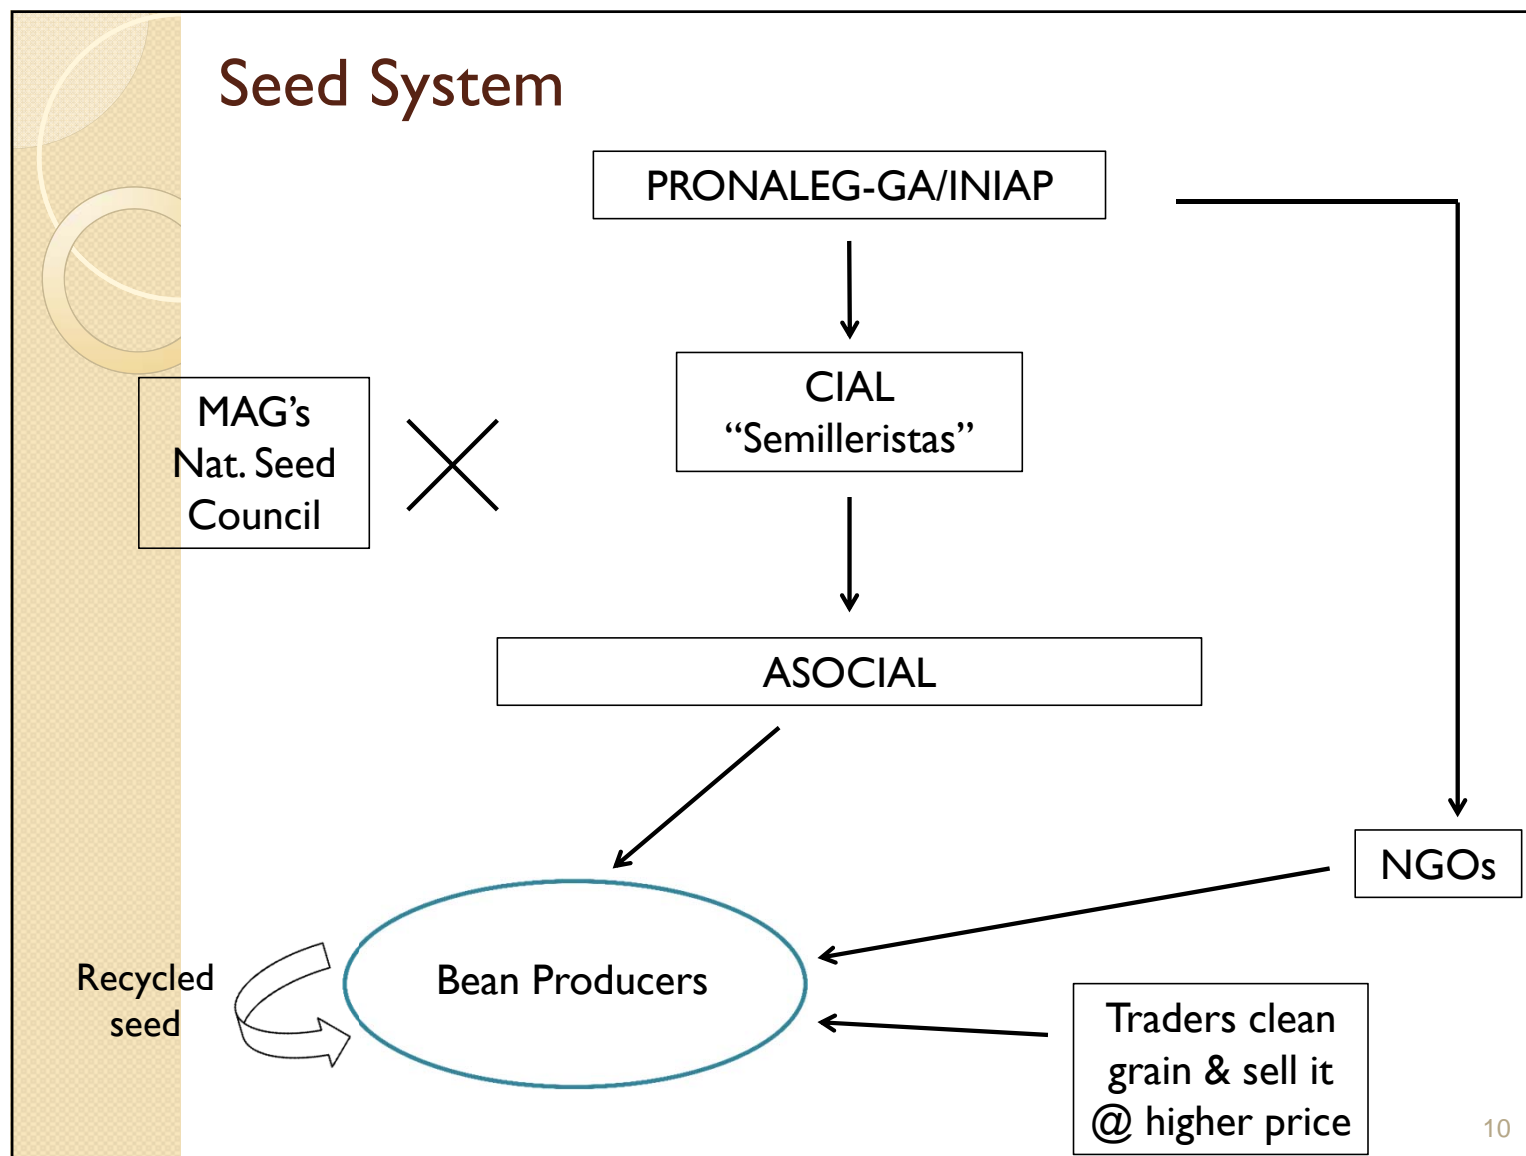 Seed System
PRONALEG-GA/INIAP
CIAL
“Semilleristas”
MAG’s
Nat. Seed
Council
ASOCIAL
NGOs
Bean Producers
Recycled
seed
Traders clean
grain & sell it
@ higher price
10